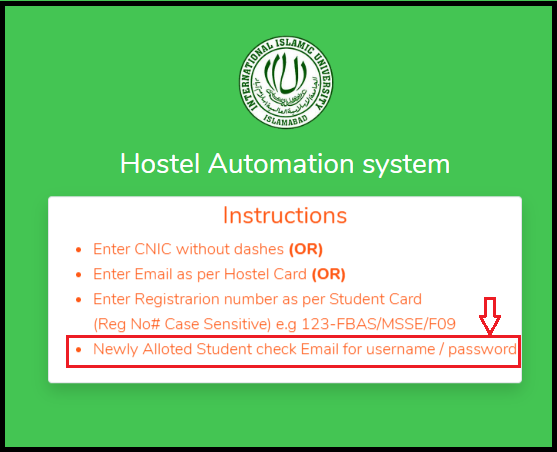 INTERNATIONAL ISLAMIC UNIVERSITY
ISLAMABAD
Hostel Automation system
Instructions
Enter CNIC without dashes (OR)
Enter Email as per Hostel Card (OR)
Enter Registrarion number as per Student Card
(Reg No# Case Sensitive) e.g 123-FBAS/MSSE/F09
Newly Alloted Student check Email for username / password